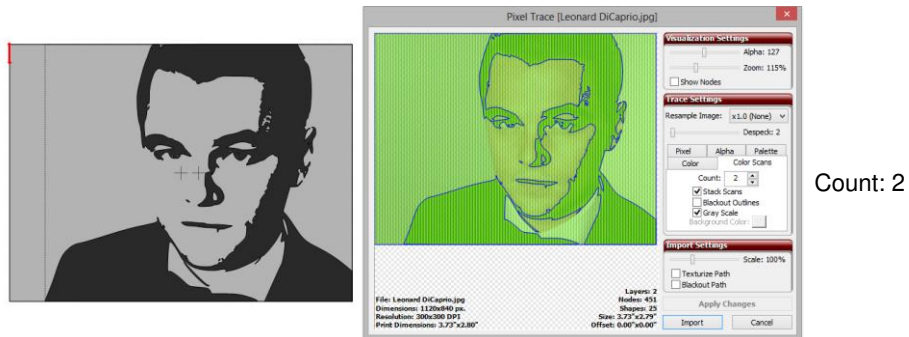 Pixel Trace [Leonard DiCaprio.jpg]
Visualization Settings
Alpha: 127
Zoom: 115%
Show Nodes
Trace Settings
Resample Image: x1.0 (None)
Despeck: 2
Pixel Alpha Palette
Color Color Scans
Count: 2
Stack Scans
Blackout Outlines
Gray Scale
Background Color:
Import Settings
Scale: 100%
Texturize Path
Blackout Path
Apply Changes
Import Cancel
File: Leonard DiCaprio.jpg
Dimensions: 1120x840 px.
Resolution: 300x300 DPI
Print Dimensions: 3.73"x2.80"
Layers: 2
Nodes: 451
Shapes: 25
Size: 3.73"x2.79"
Offset: 0.00"x0.00"
Count: 2